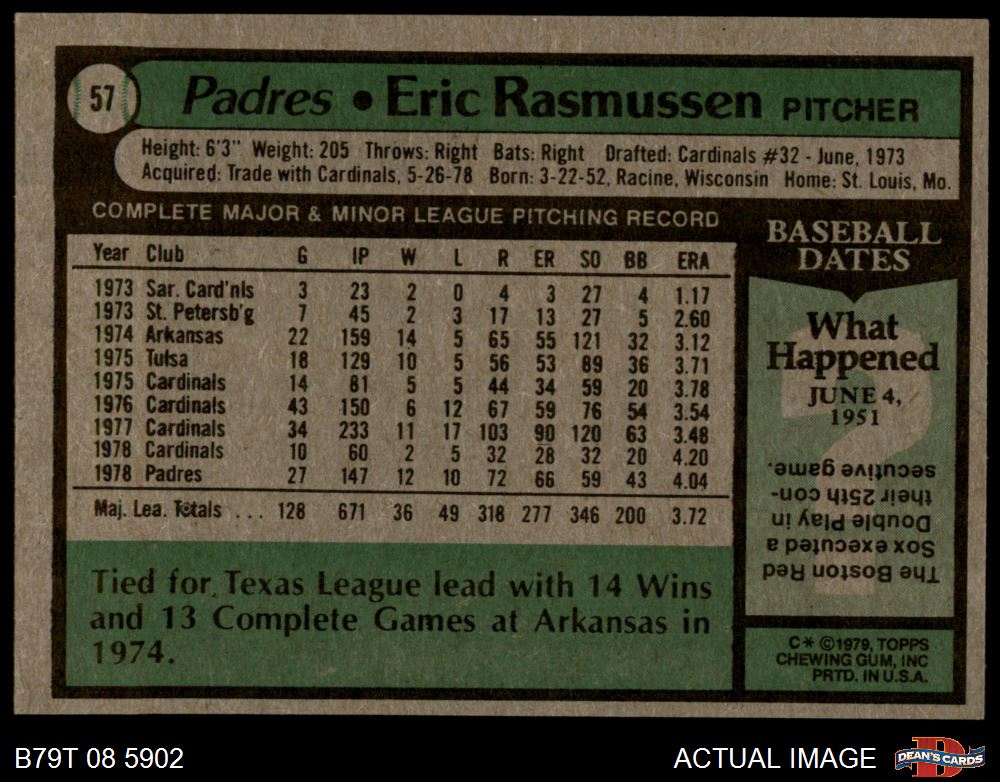 57
Padres • Eric Rasmussen PITCHER
Height: 6'3" Weight: 205 Throws: Right Bats: Right Drafted: Cardinals #32 - June, 1973
Acquired: Trade with Cardinals, 5-26-78 Born: 3-22-52, Racine, Wisconsin Home: St. Louis, Mo.
COMPLETE MAJOR & MINOR LEAGUE PITCHING RECORD
Year Club G IP W L R ER SO BB ERA
1973 Sar. Card'nls 3 23 2 0 4 3 27 4 1.17
1973 St. Petersb'g 7 45 2 3 17 13 27 5 2.60
1974 Arkansas 22 159 14 5 65 55 121 32 3.12
1975 Tulsa 18 129 10 5 56 53 89 36 3.71
1975 Cardinals 14 81 5 5 44 34 59 20 3.78
1976 Cardinals 43 150 6 12 67 59 76 54 3.54
1977 Cardinals 34 233 11 17 103 90 120 63 3.48
1978 Cardinals 10 60 2 5 32 28 32 20 4.20
1978 Padres 27 147 12 10 72 66 59 43 4.04
Maj. Lea. Totals ... 128 671 36 49 318 277 346 200 3.72
Tied for Texas League lead with 14 Wins
and 13 Complete Games at Arkansas in
1974.
BASEBALL
DATES
What
Happened
JUNE 4,
1951
The Boston Red
Sox executed a
Double Play in
their 25th con-
secutive game.
C* ©1979, TOPPS
CHEWING GUM, INC
PRTD. IN U.S.A.
B79T 08 5902
ACTUAL IMAGE
D
DEAN'S CARDS